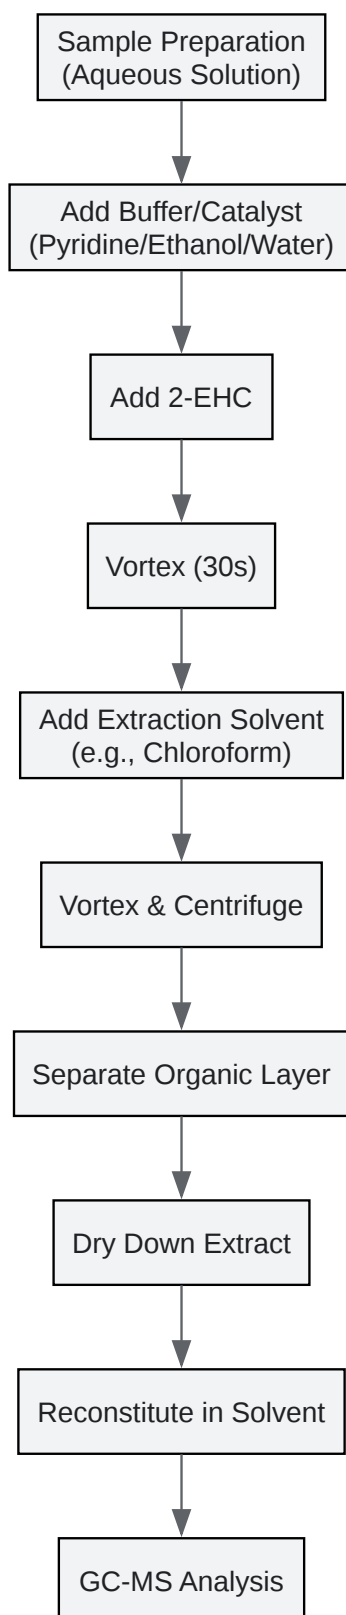 Sample Preparation
(Aqueous Solution)
Add Buffer/Catalyst
(Pyridine/Ethanol/Water)
Add 2-EHC
Vortex (30s)
Add Extraction Solvent
(e.g., Chloroform)
Vortex & Centrifuge
Separate Organic Layer
Dry Down Extract
Reconstitute in Solvent
GC-MS Analysis